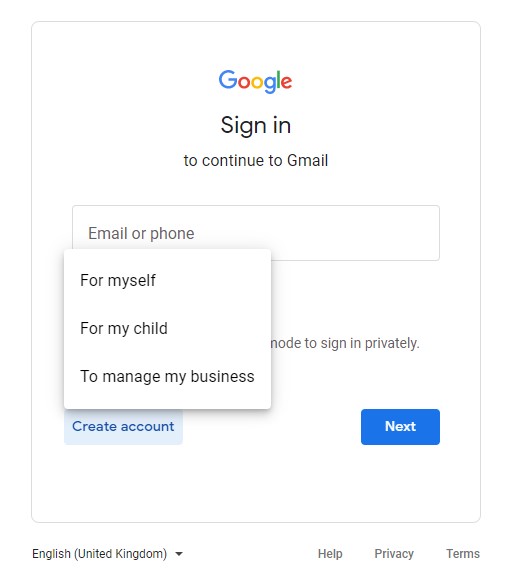 Google
Sign in
to continue to Gmail
Email or phone
For myself
For my child
mode to sign in privately.
To manage my business
Create account
Next
English (United Kingdom)
Help
Privacy
Terms